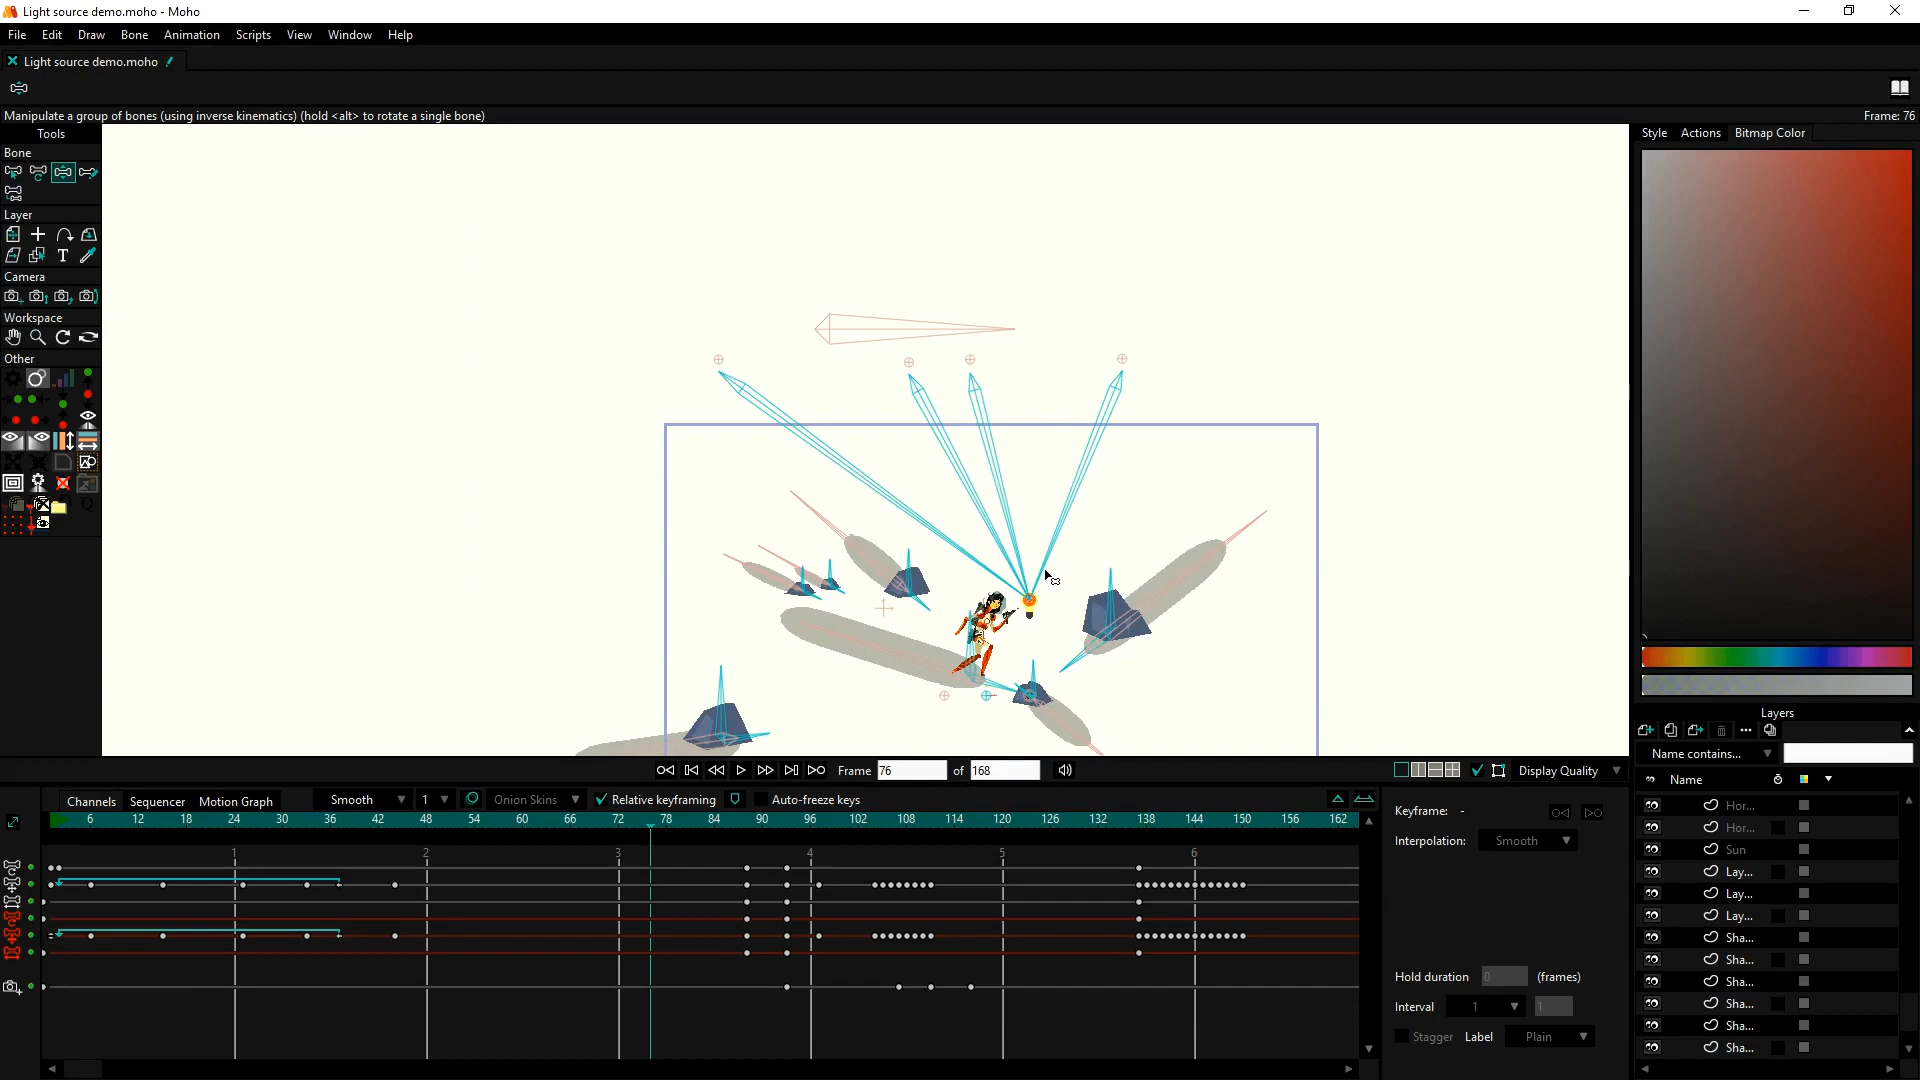 Light source demo.moho - Moho
File Edit Draw Bone Animation Scripts View Window Help
Light source demo.moho
Manipulate a group of bones (using inverse kinematics) (hold <alt> to rotate a single bone) Frame: 76
Tools Style Actions Bitmap Color
Bone
Layer
T
Camera
Workspace
Other
Q
Layers
Name contains...
Name
Frame 76 of 168 Display Quality
Channels Sequencer Motion Graph Smooth 1 Onion Skins Relative keyframing Auto-freeze keys
6 12 18 24 30 36 42 48 54 60 66 72 78 84 90 96 102 108 114 120 126 132 138 144 150 156 162
1 2 3 4 5 6
Keyframe: -
Interpolation: Smooth
Hold duration 0 (frames)
Interval 1 1
Stagger Label Plain
Hor...
Hor...
Sun
Lay...
Lay...
Lay...
Sha...
Sha...
Sha...
Sha...
Sha...
Sha...